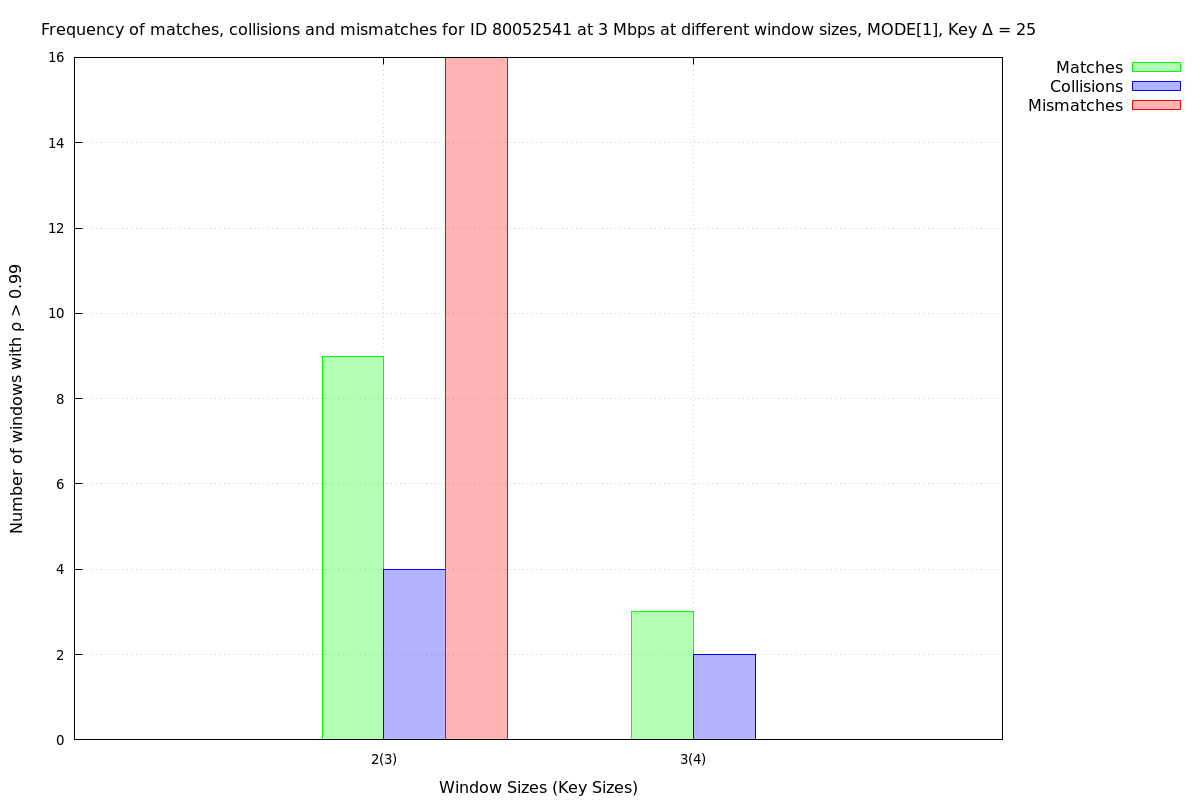 Frequency of matches, collisions and mismatches for ID 80052541 at 3 Mbps at different window sizes, MODE[1], Key Δ = 25
Matches
Collisions
Mismatches
Number of windows with ρ > 0.99
16
14
12
10
8
6
4
2
0
2(3) 3(4)
Window Sizes (Key Sizes)